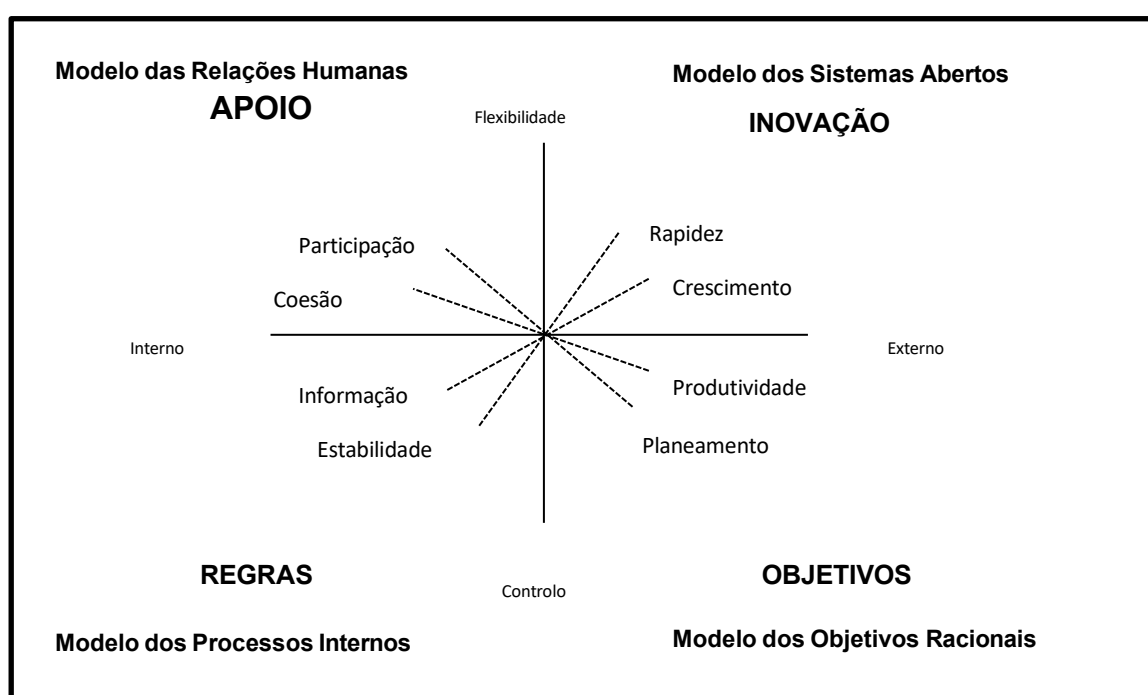 Modelo das Relações Humanas
APOIO
Modelo dos Sistemas Abertos
INOVAÇÃO
Flexibilidade
Participação
Coesão
Rapidez
Crescimento
Interno
Externo
Informação
Estabilidade
Produtividade
Planeamento
REGRAS
Controlo
OBJETIVOS
Modelo dos Processos Internos
Modelo dos Objetivos Racionais